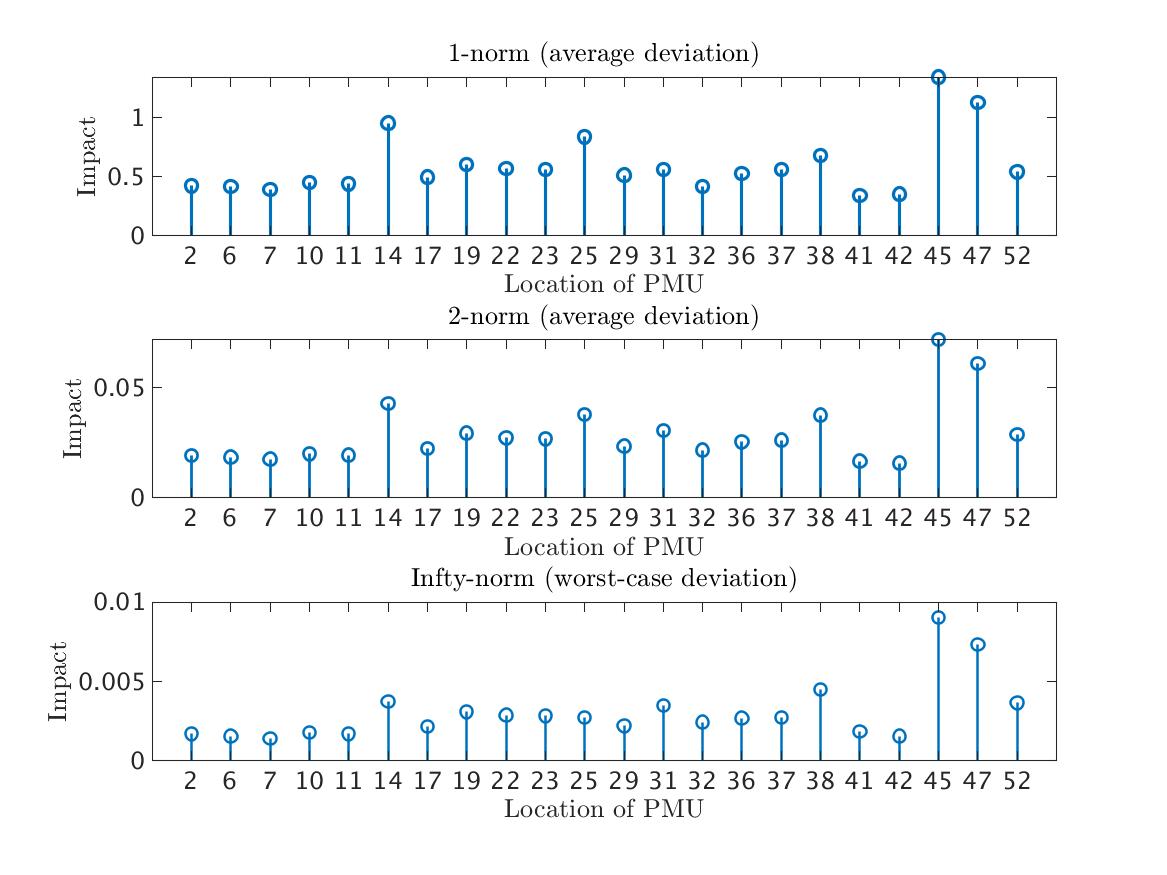 1-norm (average deviation)
Impact
1
0.5
0
2 6 7 10 11 14 17 19 22 23 25 29 31 32 36 37 38 41 42 45 47 52
Location of PMU
2-norm (average deviation)
Impact
0.05
0
2 6 7 10 11 14 17 19 22 23 25 29 31 32 36 37 38 41 42 45 47 52
Location of PMU
Infty-norm (worst-case deviation)
Impact
0.01
0.005
0
2 6 7 10 11 14 17 19 22 23 25 29 31 32 36 37 38 41 42 45 47 52
Location of PMU